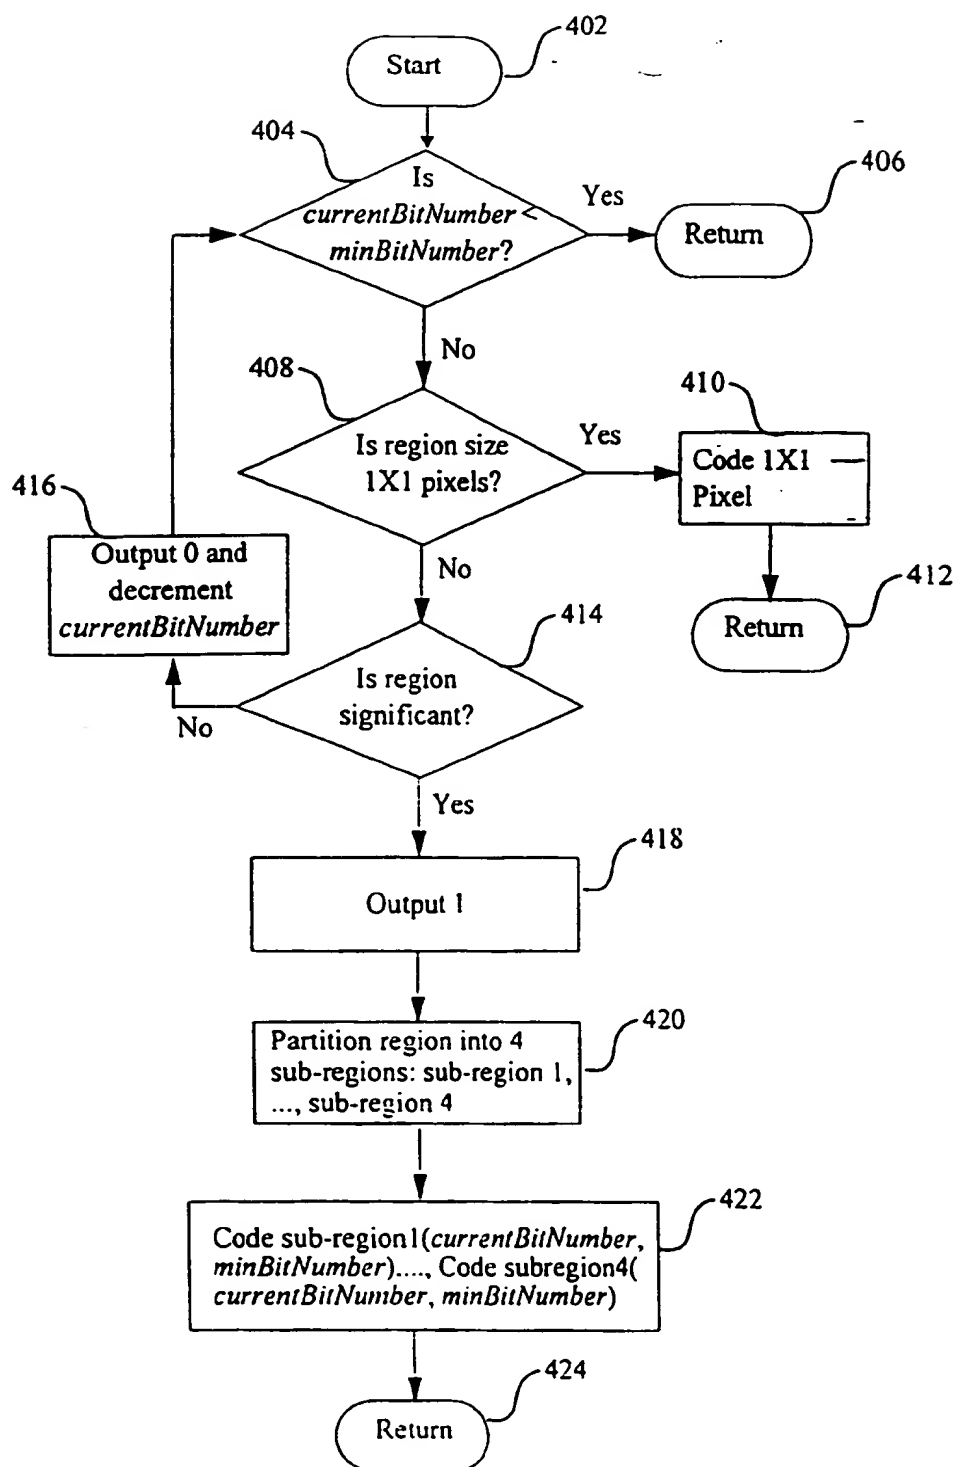 402
Start
404
406
Is
Yes
currentBitNumber <
Return
minBitNumber?
No
408
410
Is region size
Yes
1X1 pixels?
Code 1X1
Pixel
416
Output 0 and
decrement
currentBitNumber
No
412
414
Return
Is region
significant?
No
Yes
418
Output 1
420
Partition region into 4
sub-regions: sub-region 1,
..., sub-region 4
422
Code sub-region1(currentBitNumber,
minBitNumber)...., Code subregion4(
currentBitNumber, minBitNumber)
424
Return